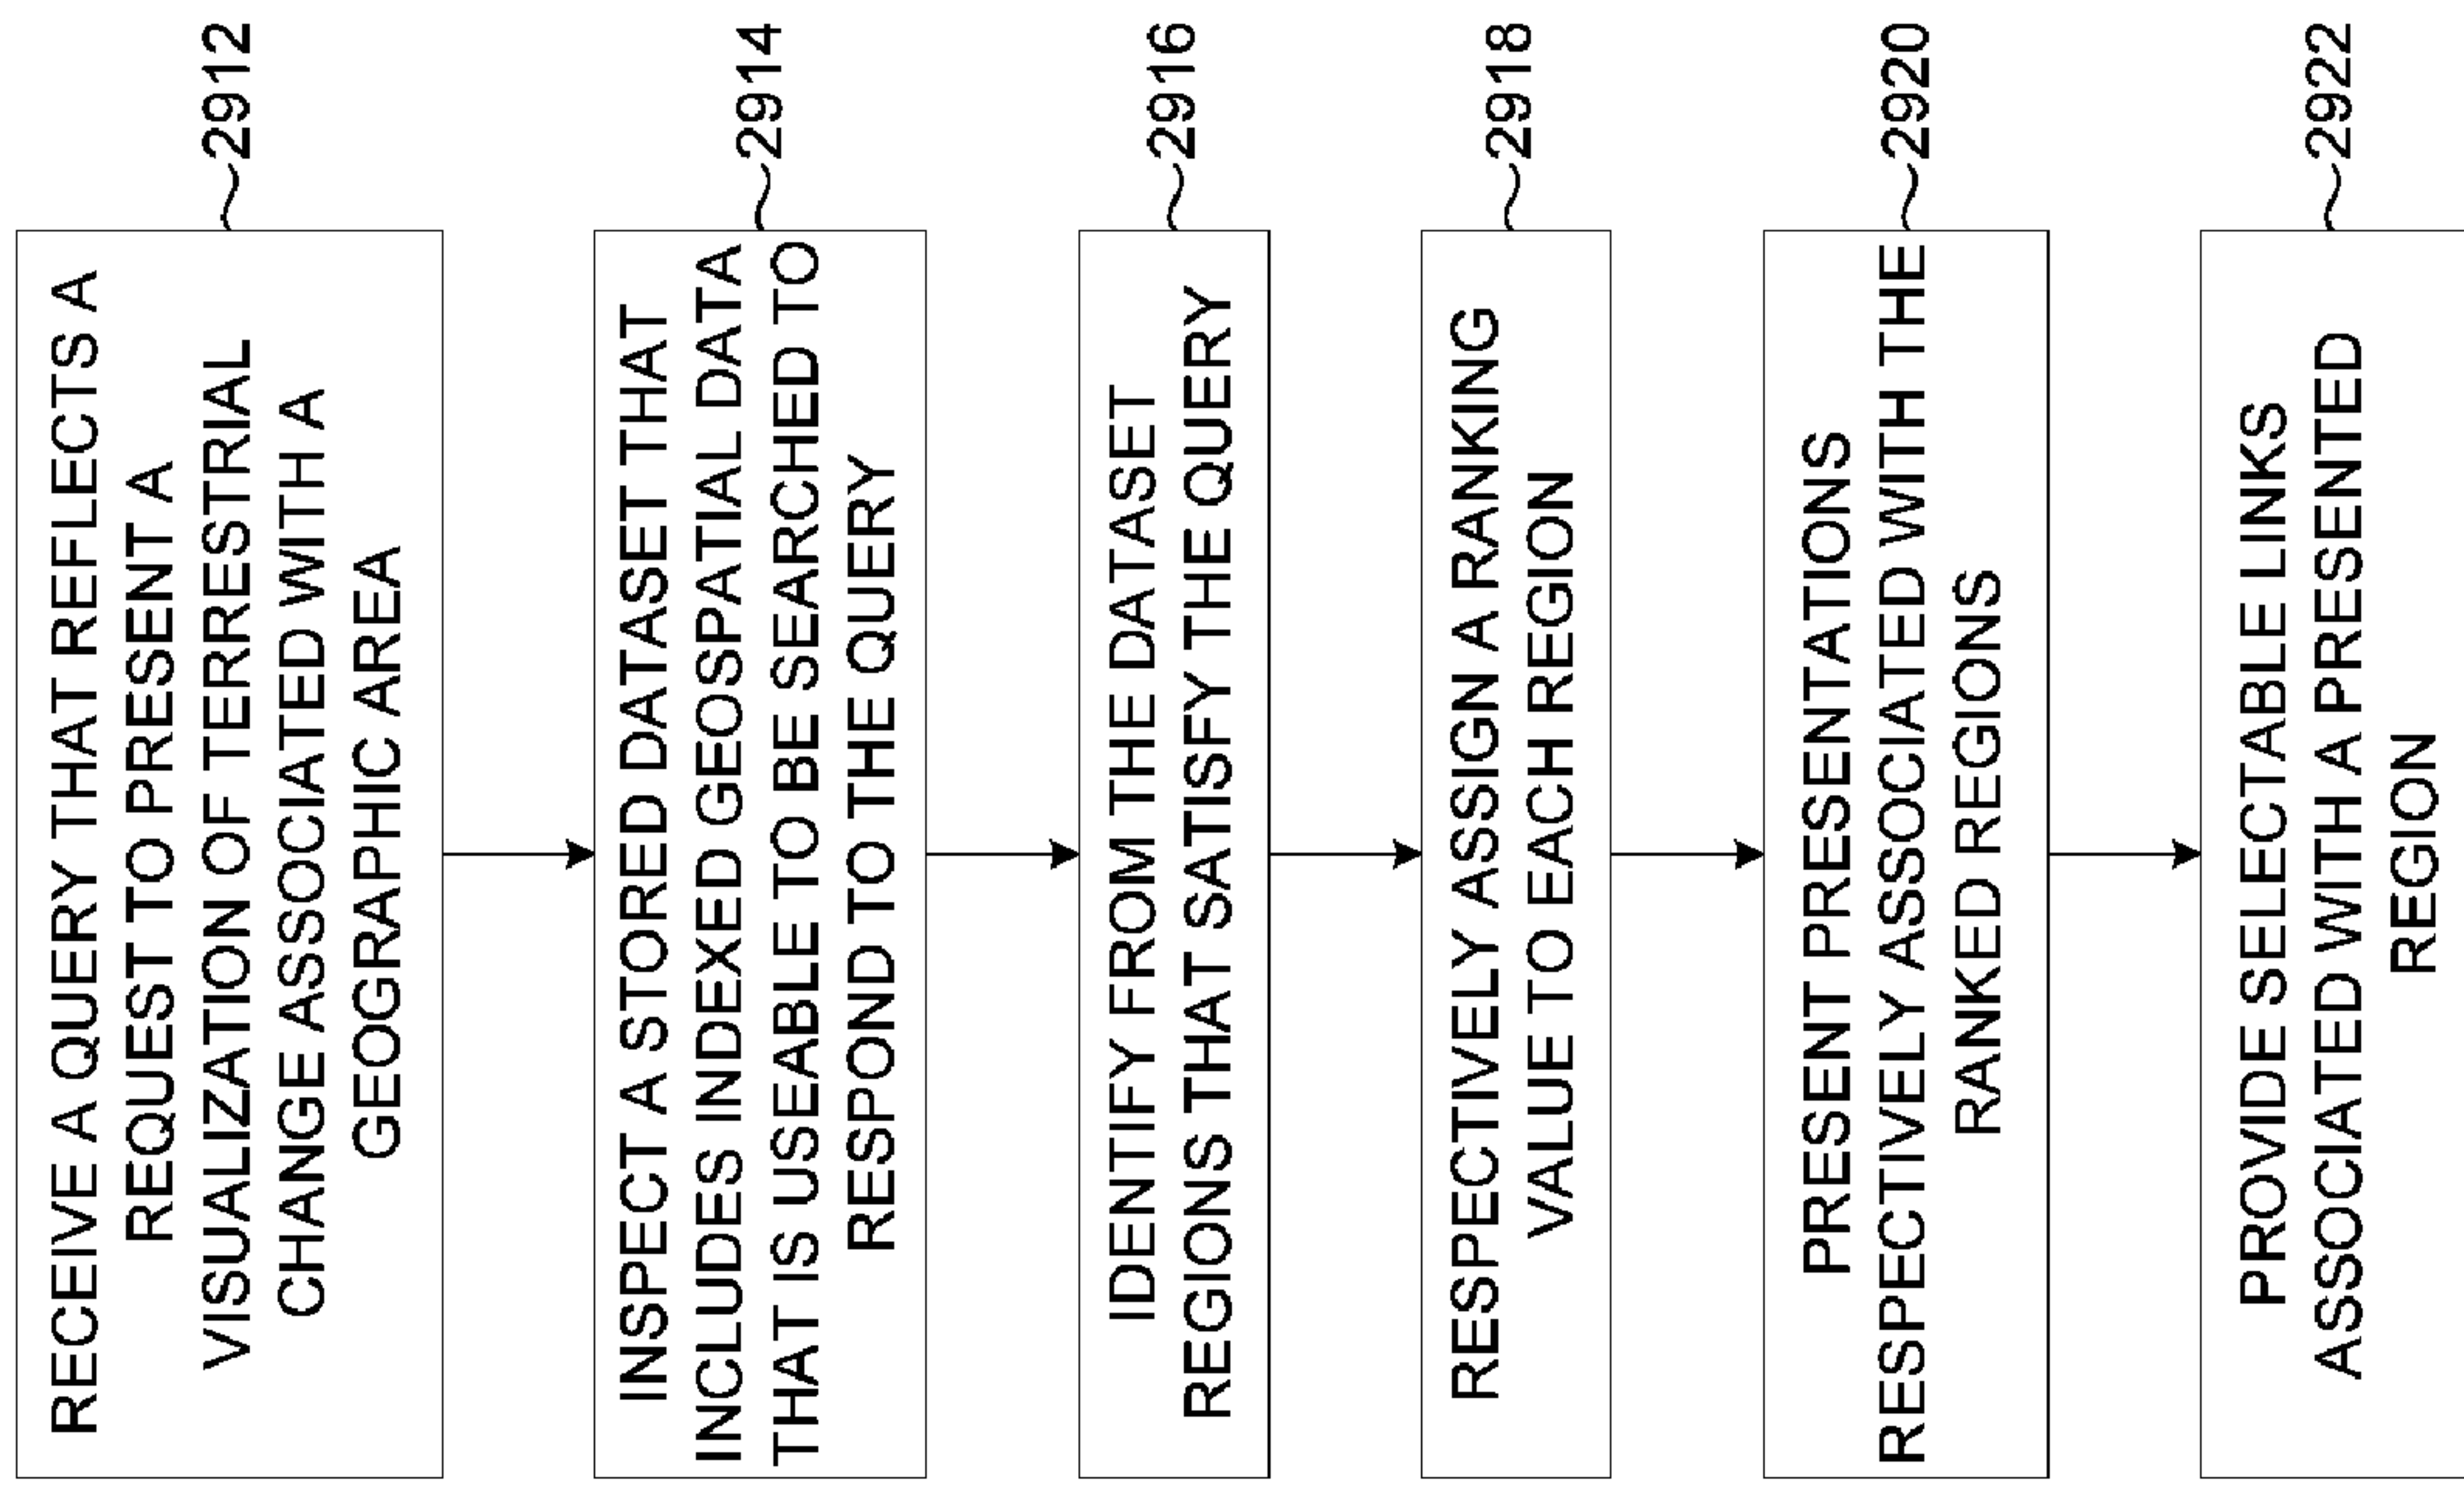 RECEIVE A QUERY THAT REFLECTS A
REQUEST TO PRESENT A
VISUALIZATION OF TERRESTRIAL
CHANGE ASSOCIATED WITH A
GEOGRAPHIC AREA
2912
INSPECT A STORED DATASET THAT
INCLUDES INDEXED GEOSPATIAL DATA
THAT IS USEABLE TO BE SEARCHED TO
RESPOND TO THE QUERY
2914
IDENTIFY FROM THE DATASET
REGIONS THAT SATISFY THE QUERY
2916
RESPECTIVELY ASSIGN A RANKING
VALUE TO EACH REGION
2918
PRESENT PRESENTATIONS
RESPECTIVELY ASSOCIATED WITH THE
RANKED REGIONS
2920
PROVIDE SELECTABLE LINKS
ASSOCIATED WITH A PRESENTED
REGION
2922